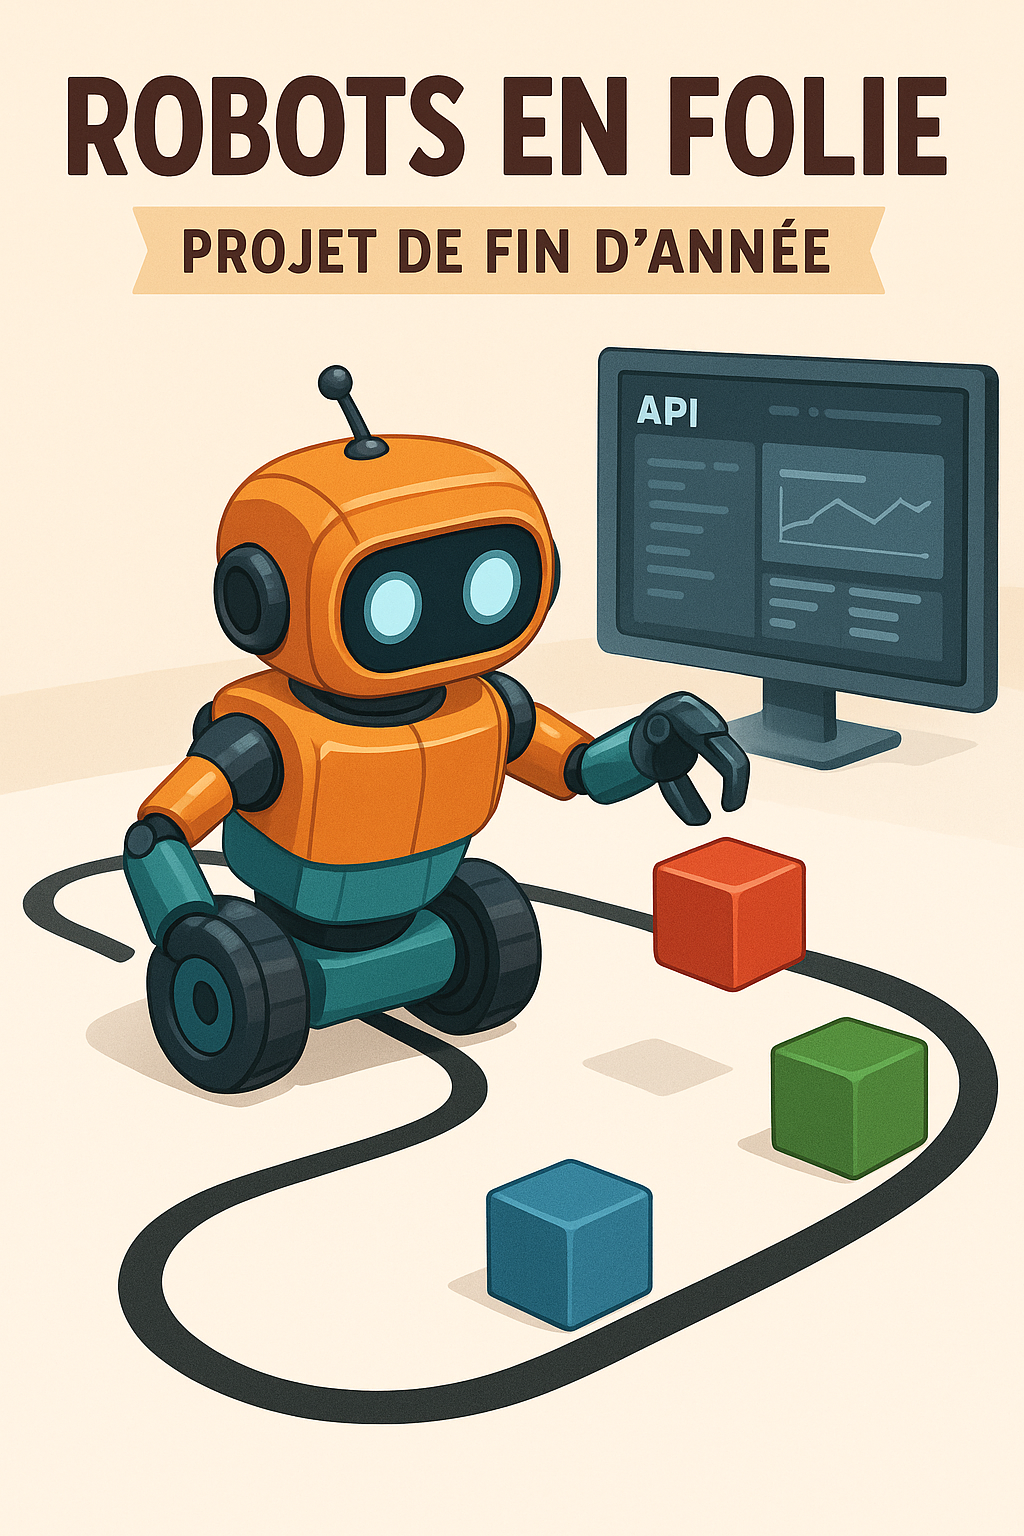 ROBOTS EN FOLIE
PROJET DE FIN D’ANNÉE
API